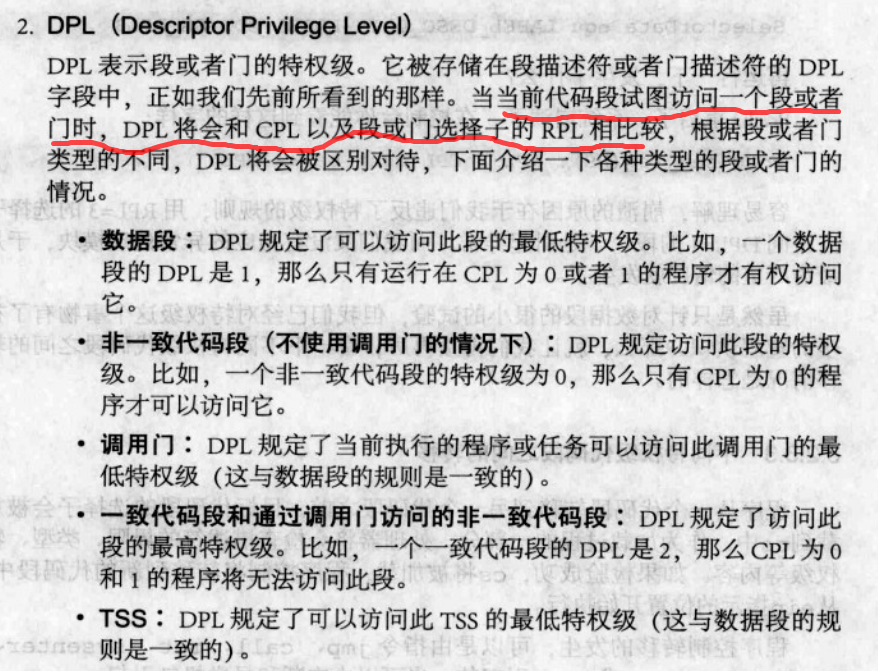 2. DPL（Descriptor Privilege Level）
DPL 表示段或者门的特权级。它被存储在段描述符或者门描述符的 DPL
字段中，正如我们先前所看到的那样。当当前代码段试图访问一个段或者
门时，DPL 将会和 CPL 以及段或门选择子的 RPL 相比较，根据段或者门
类型的不同，DPL 将会被区别对待，下面介绍一下各种类型的段或者门的
情况。
• 数据段：DPL 规定了可以访问此段的最低特权级。比如，一个数据
段的 DPL 是 1，那么只有运行在 CPL 为 0 或者 1 的程序才有权访问
它。
• 非一致代码段（不使用调用门的情况下）：DPL 规定访问此段的特权
级。比如，一个非一致代码段的特权级为 0，那么只有 CPL 为 0 的程
序才可以访问它。
• 调用门：DPL 规定了当前执行的程序或任务可以访问此调用门的最
低特权级（这与数据段的规则是一致的）。
• 一致代码段和通过调用门访问的非一致代码段：DPL 规定了访问此
段的最高特权级。比如，一个一致代码段的 DPL 是 2，那么 CPL 为 0
和 1 的程序将无法访问此段。
• TSS：DPL 规定了可以访问此 TSS 的最低特权级（这与数据段的规
则是一致的）。